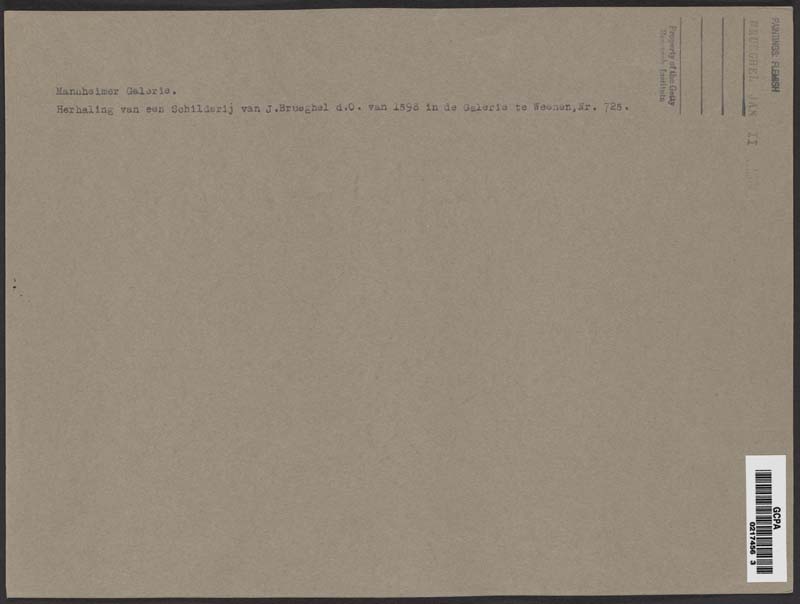 Mannheimer Galerie.
Herhaling van een Schilderij van J.Brueghel d.O. van 1598 in de Galerie te Weenen,Nr. 725.
PAINTINGS: FLEMISH
BRUEGHEL JAN II
Property of the Getty
Research Institute
GCPA
0217456 3